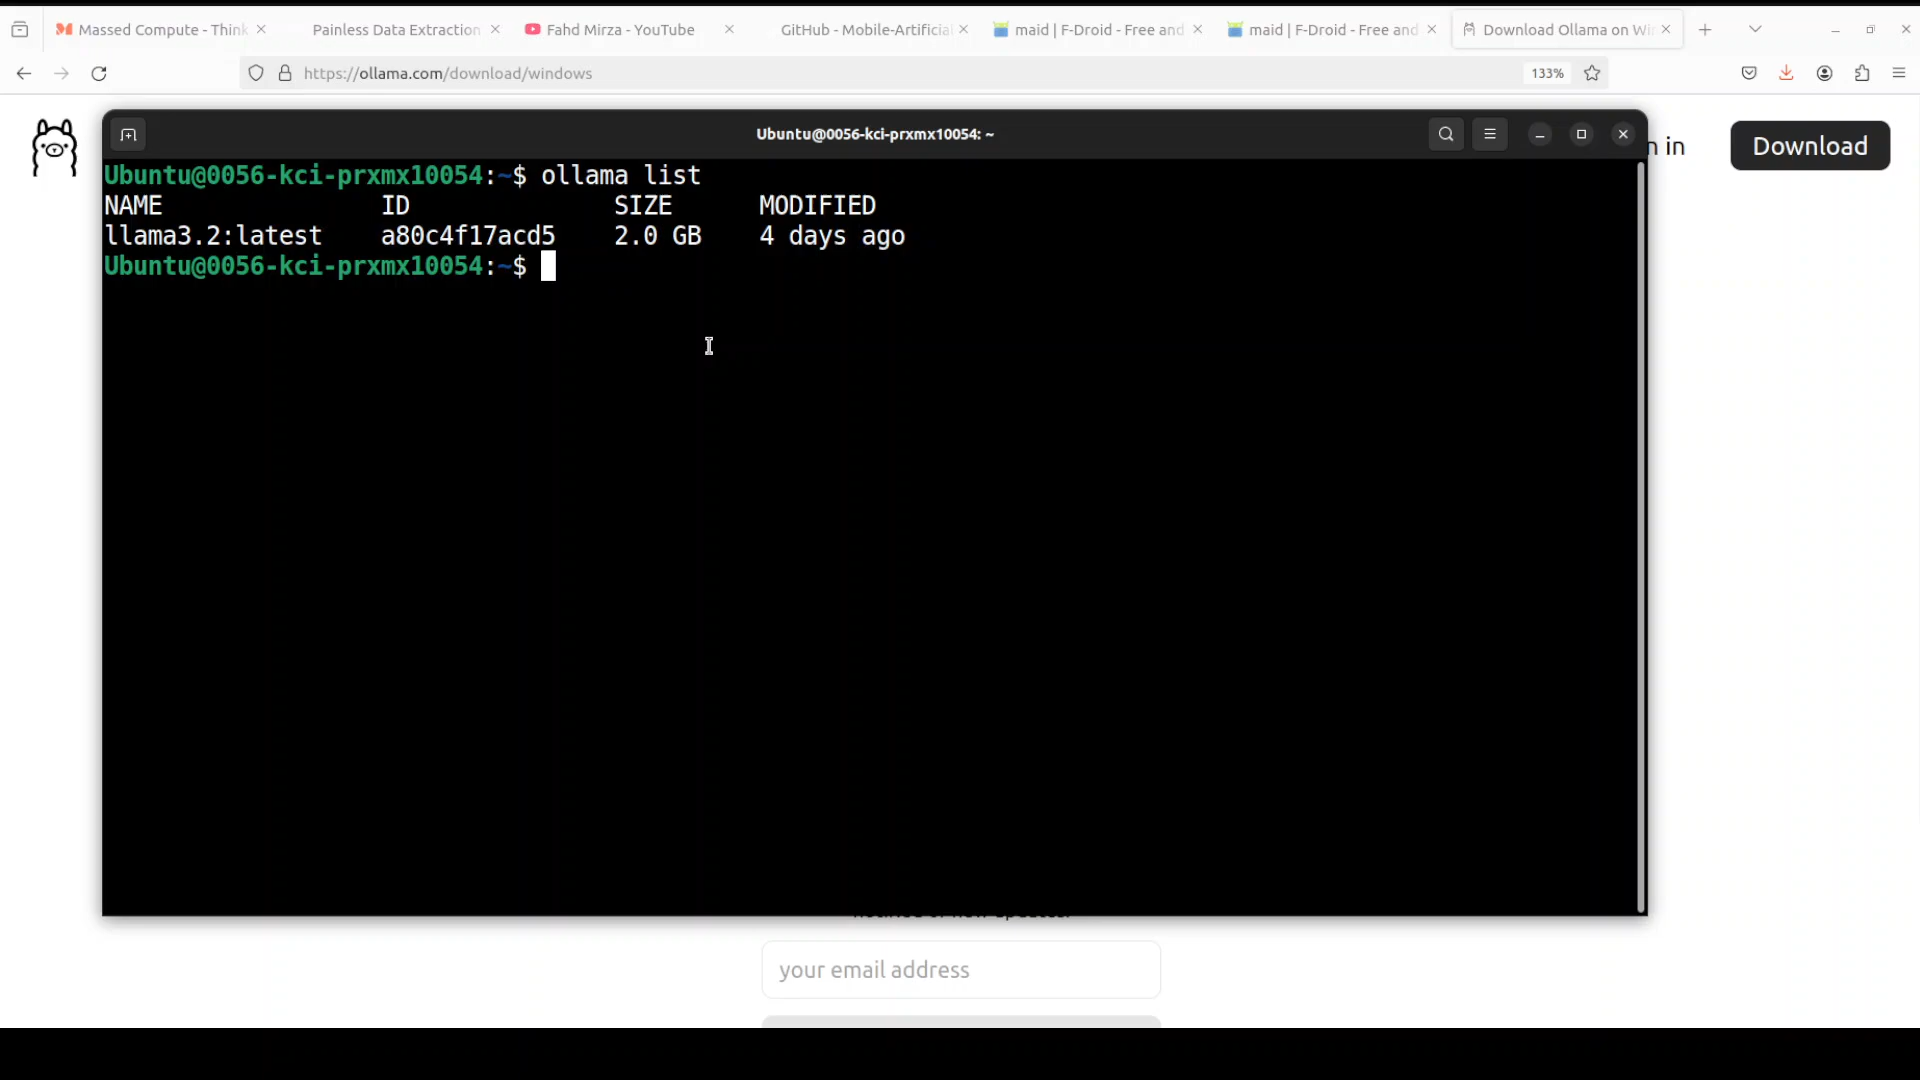 Massed Compute - Think
Painless Data Extraction
Fahd Mirza - YouTube
GitHub - Mobile-Artificial
maid | F-Droid - Free and
maid | F-Droid - Free and
Download Ollama on Wi
https://ollama.com/download/windows
133%
Ubuntu@0056-kci-prxmx10054: ~
n in
Download
Ubuntu@0056-kci-prxmx10054:~$ ollama list
NAME ID SIZE MODIFIED
llama3.2:latest a80c4f17acd5 2.0 GB 4 days ago
Ubuntu@0056-kci-prxmx10054:~$
your email address